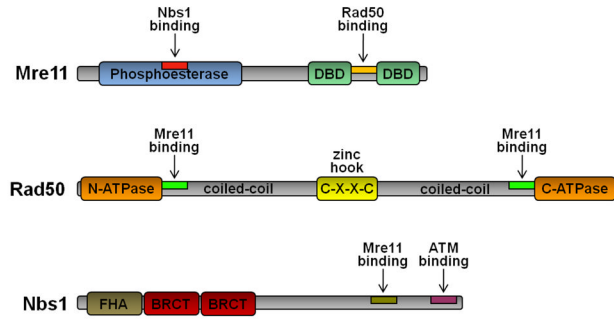 Nbs1
binding
Rad50
binding
Mre11
Phosphoesterase
DBD
DBD
Mre11
binding
zinc
hook
Mre11
binding
Rad50
N-ATPase
coiled-coil
C-X-X-C
coiled-coil
C-ATPase
Mre11
binding
ATM
binding
Nbs1
FHA
BRCT
BRCT